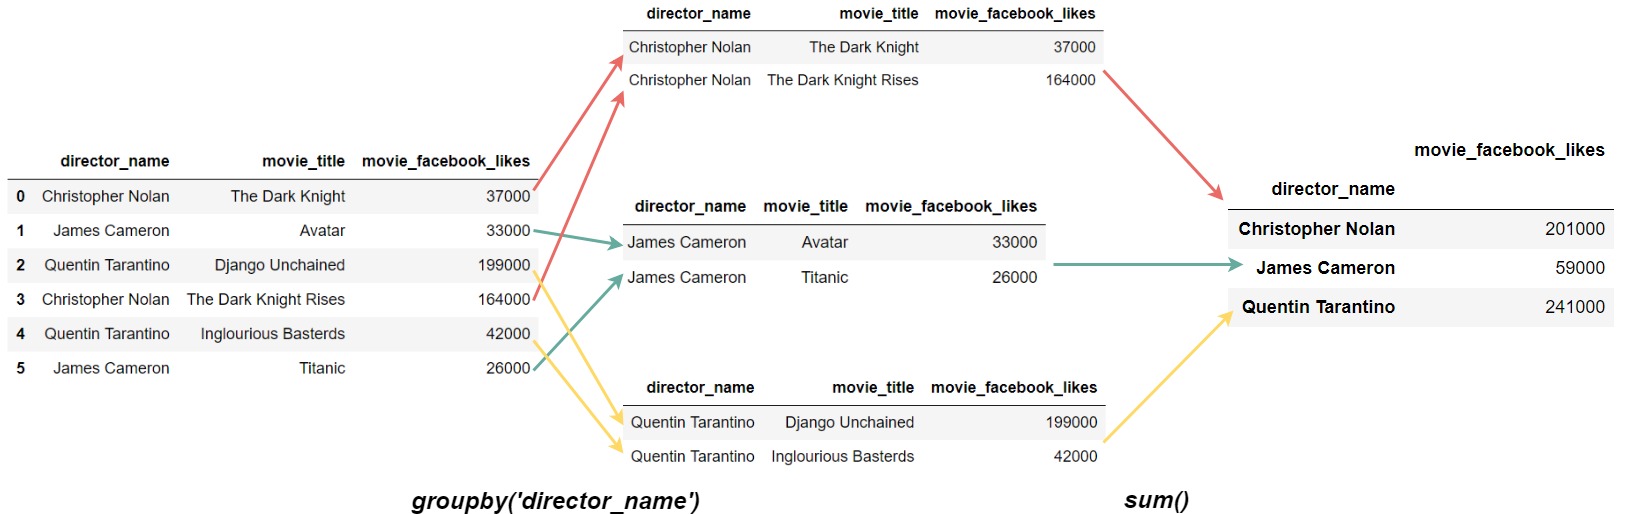 director_name movie_title movie_facebook_likes
0 Christopher Nolan The Dark Knight 37000
1 James Cameron Avatar 33000
2 Quentin Tarantino Django Unchained 199000
3 Christopher Nolan The Dark Knight Rises 164000
4 Quentin Tarantino Inglourious Basterds 42000
5 James Cameron Titanic 26000
director_name movie_title movie_facebook_likes
Christopher Nolan The Dark Knight 37000
Christopher Nolan The Dark Knight Rises 164000
director_name movie_title movie_facebook_likes
James Cameron Avatar 33000
James Cameron Titanic 26000
director_name movie_title movie_facebook_likes
Quentin Tarantino Django Unchained 199000
Quentin Tarantino Inglourious Basterds 42000
movie_facebook_likes
director_name
Christopher Nolan 201000
James Cameron 59000
Quentin Tarantino 241000
groupby('director_name')
sum()